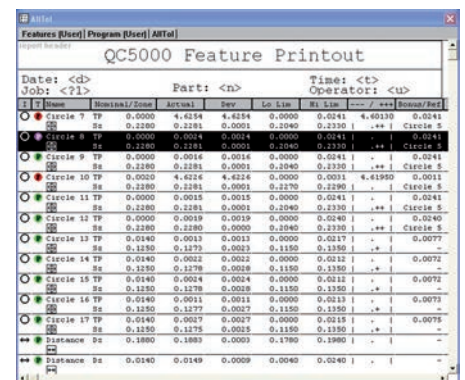 AllTol
Features (User) Program (User) AllTol
report header
QC5000 Feature Printout
Date: <d> Time: <t>
Job: <?1> Part: <n> Operator: <u>
I T Name Nominal/Zone Actual Dev Lo Lim Hi Lim --- / +++ Bonus/Ref
Circle 7 TP 0.0000 4.6254 4.6254 0.0000 0.0241 4.60130 0.0241
Sz 0.2280 0.2281 0.0001 0.2040 0.2330 | .++ | Circle 5
Circle 8 TP 0.0000 0.0024 0.0024 0.0000 0.0241 | . | 0.0241
Sz 0.2280 0.2281 0.0001 0.2040 0.2330 | .++ | Circle 5
Circle 9 TP 0.0000 0.0016 0.0016 0.0000 0.0241 | . | 0.0241
Sz 0.2280 0.2281 0.0001 0.2040 0.2330 | .++ | Circle 5
Circle 10 TP 0.0020 4.6226 4.6226 0.0000 0.0031 4.61950 0.0011
Sz 0.2280 0.2281 0.0001 0.2270 0.2290 | . | Circle 5
Circle 11 TP 0.0000 0.0015 0.0015 0.0000 0.0241 | . | 0.0241
Sz 0.2280 0.2281 0.0001 0.2040 0.2330 | .++ | Circle 5
Circle 12 TP 0.0000 0.0019 0.0019 0.0000 0.0240 | . | 0.0240
Sz 0.2280 0.2280 0.0000 0.2040 0.2330 | .++ | Circle 5
Circle 13 TP 0.0140 0.0013 0.0013 0.0000 0.0217 | . | 0.0077
Sz 0.1250 0.1273 0.0023 0.1150 0.1350 | .+ | -
Circle 14 TP 0.0140 0.0022 0.0022 0.0000 0.0212 | . | 0.0072
Sz 0.1250 0.1278 0.0028 0.1150 0.1350 | .+ | -
Circle 15 TP 0.0140 0.0024 0.0024 0.0000 0.0212 | . | 0.0072
Sz 0.1250 0.1278 0.0028 0.1150 0.1350 | .+ | -
Circle 16 TP 0.0140 0.0011 0.0011 0.0000 0.0213 | . | 0.0073
Sz 0.1250 0.1277 0.0027 0.1150 0.1350 | .+ | -
Circle 17 TP 0.0140 0.0027 0.0027 0.0000 0.0215 | . | 0.0075
Sz 0.1250 0.1275 0.0025 0.1150 0.1350 | .+ | -
Distance Dz 0.1880 0.1883 0.0003 0.1780 0.1980 | . |
Distance Dz 0.0140 0.0149 0.0009 0.0040 0.0240 | . |